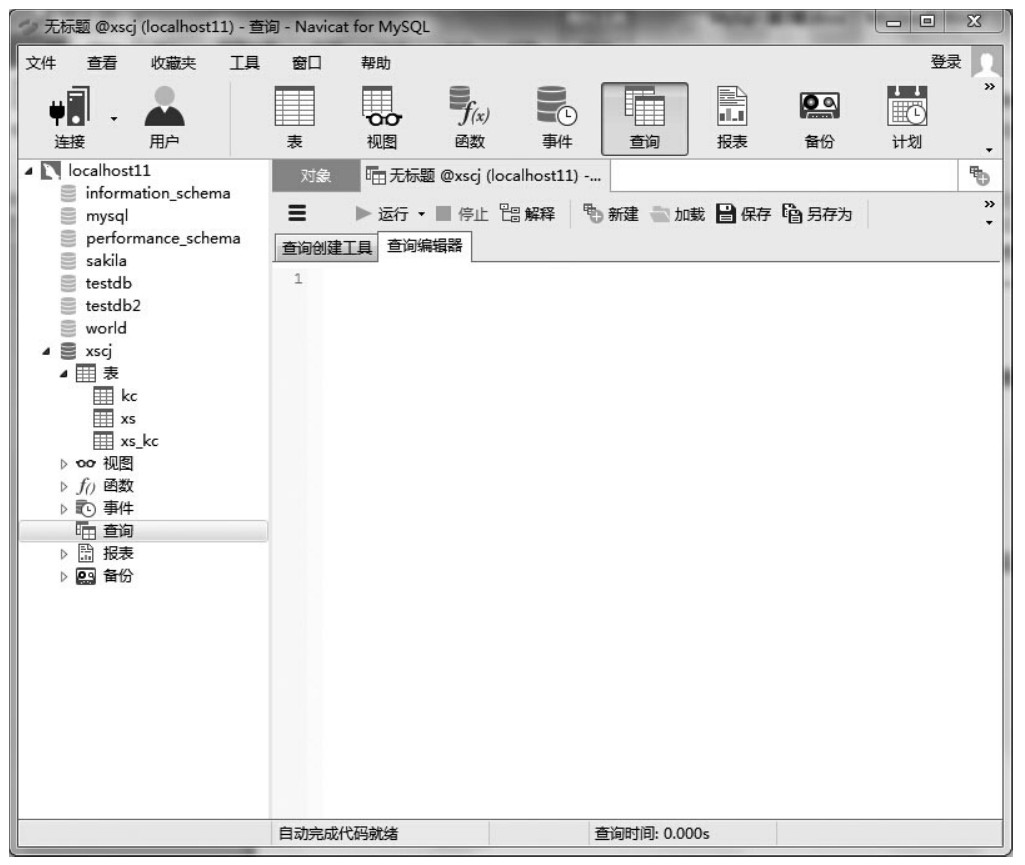 无标题 @xscj (localhost11) - 查询 - Navicat for MySQL
文件 查看 收藏夹 工具 窗口 帮助 登录
连接 用户 表 视图 函数 事件 查询 报表 备份 计划
localhost11
information_schema
mysql
performance_schema
sakila
testdb
testdb2
world
xscj
表
kc
xs
xs_kc
视图
函数
事件
查询
报表
备份
对象 无标题 @xscj (localhost11) -...
运行 停止 解释 新建 加载 保存 另存为
查询创建工具 查询编辑器
1
自动完成代码就绪 查询时间: 0.000s